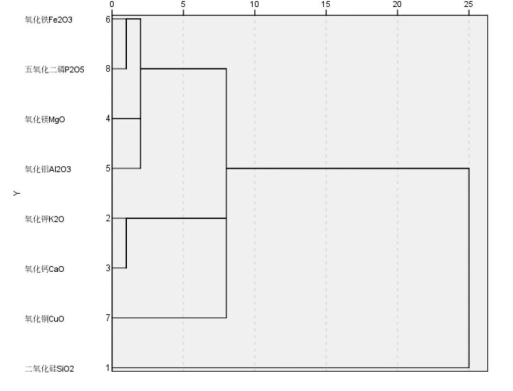 0 5 10 15 20 25
氧化铁Fe2O3 6
五氧化二磷P2O5 8
氧化镁MgO 4
氧化铝Al2O3 5
Y
氧化钾K2O 2
氧化钙CaO 3
氧化铜CuO 7
二氧化硅SiO2 1